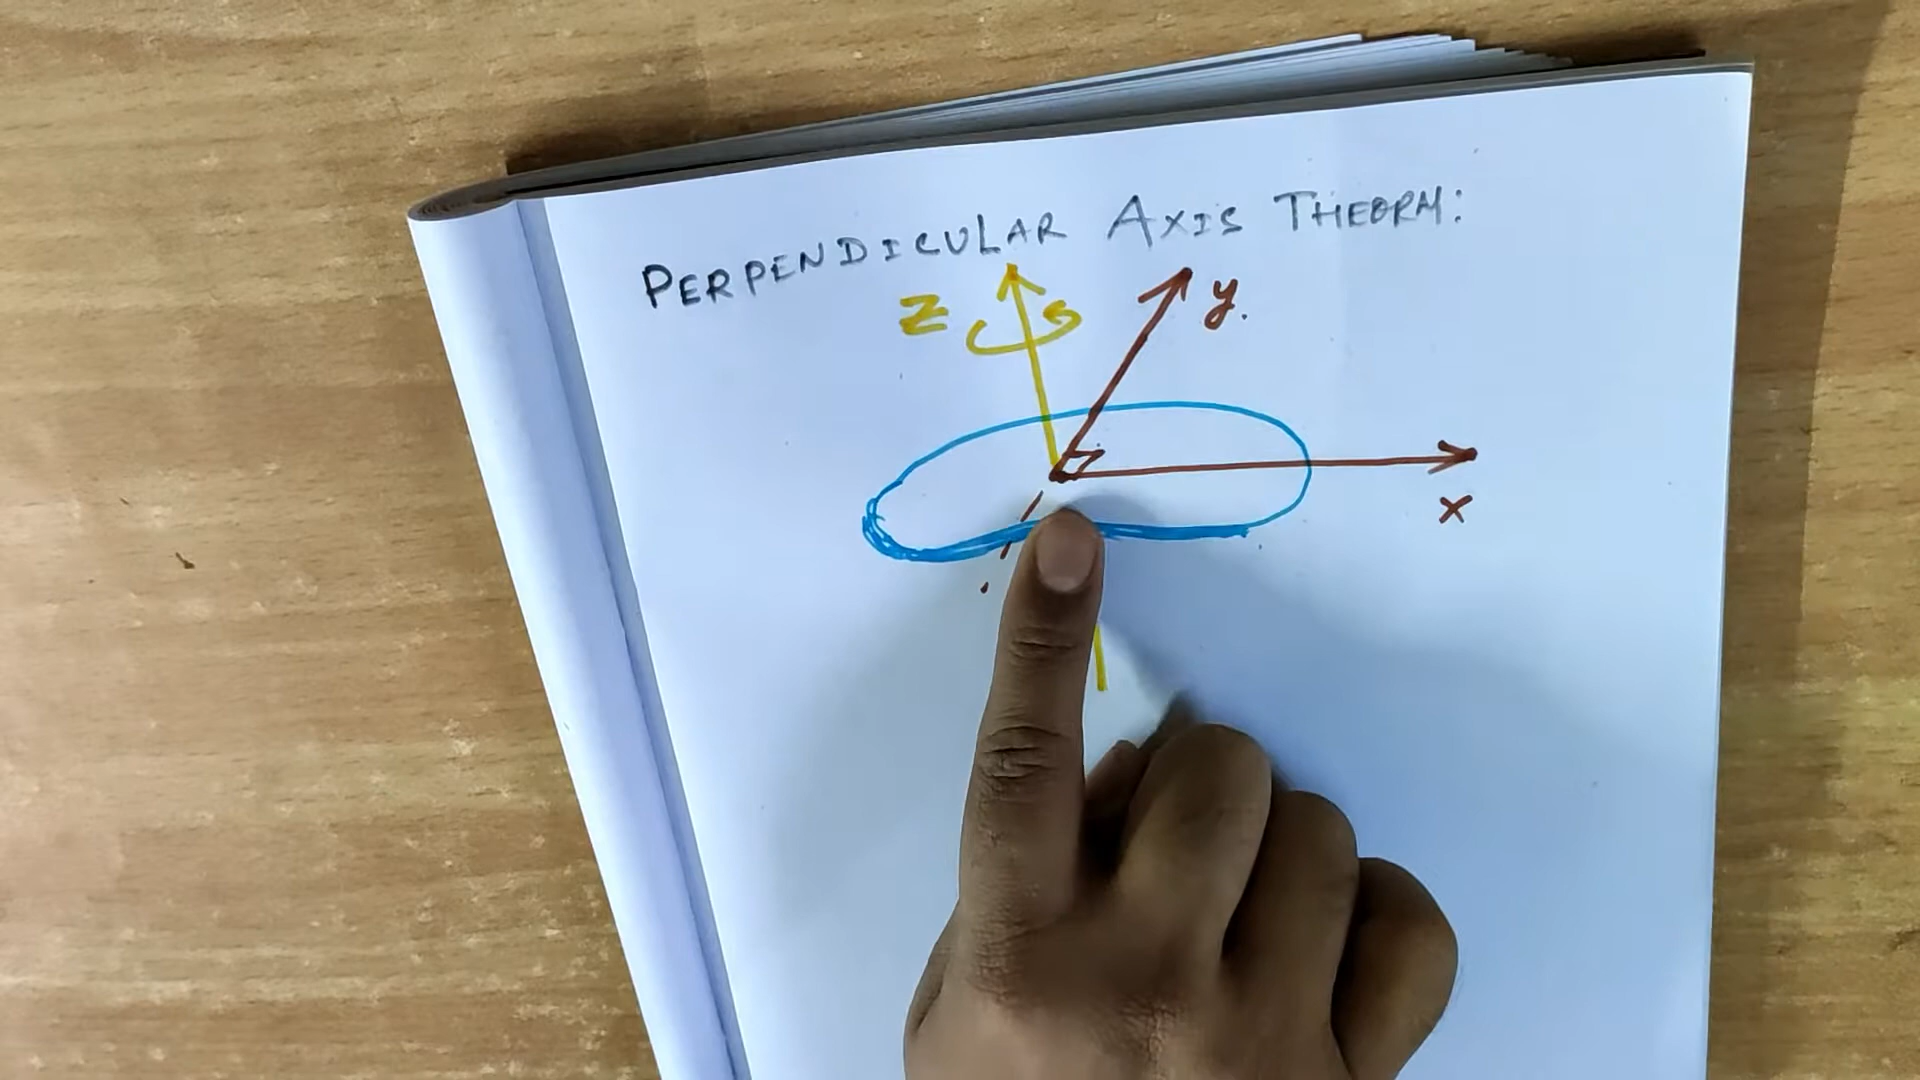 PERPENDICULAR AXIS THEORM:
Z
y.
x